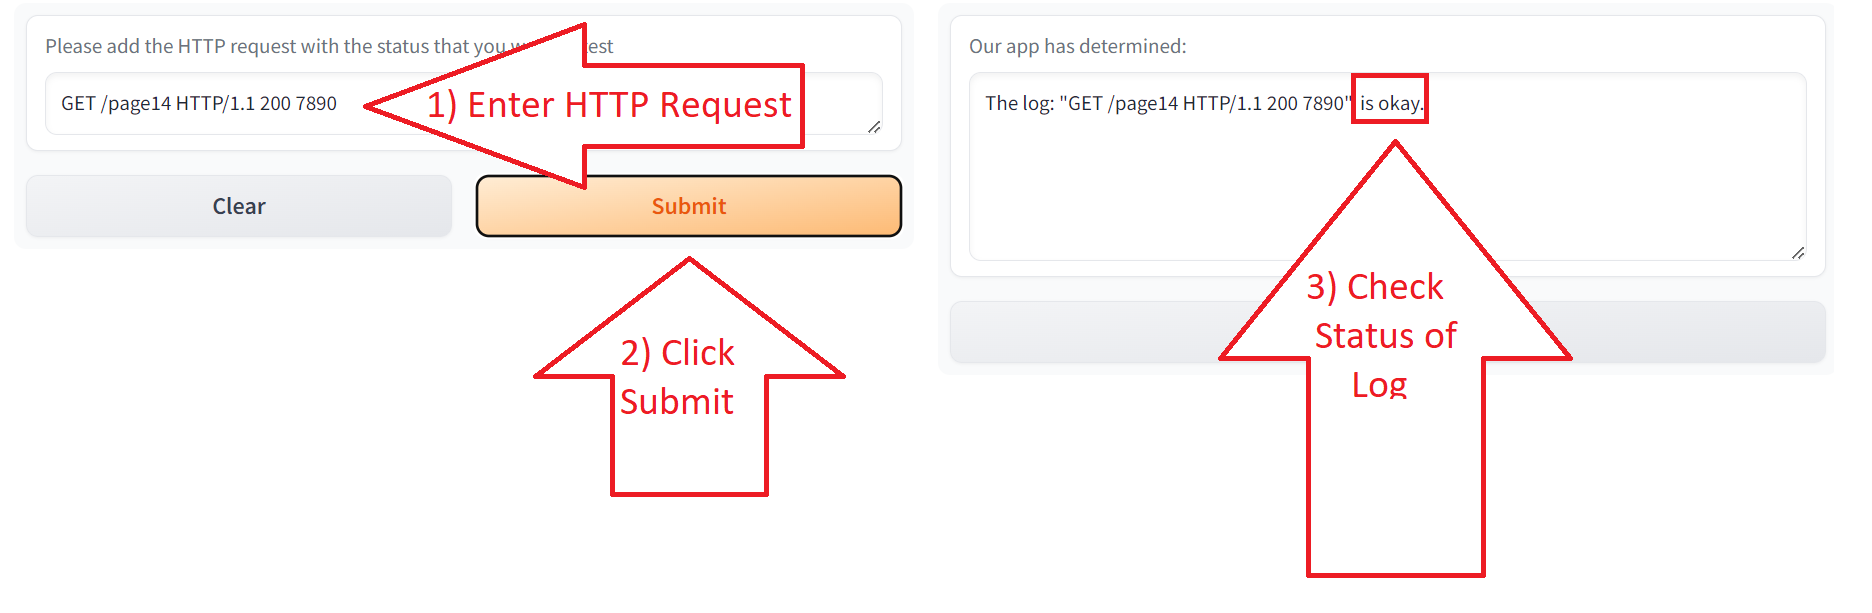 Please add the HTTP request with the status that you est
GET /page14 HTTP/1.1 200 7890
1) Enter HTTP Request
Clear
Submit
2) Click
Submit
Our app has determined:
The log: "GET /page14 HTTP/1.1 200 7890" is okay.
3) Check
Status of
Log